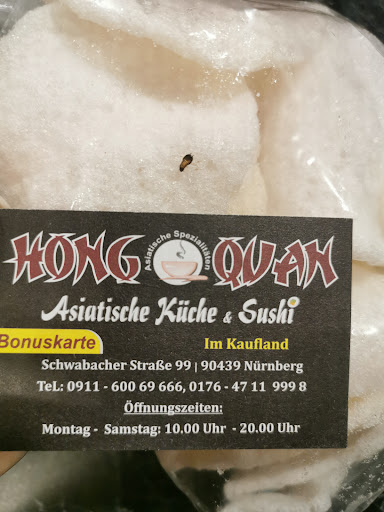 HONG QUAN
Asiatische Spezialitäten
Asiatische Küche & Sushi
Bonuskarte
Im Kaufland
Schwabacher Straße 99 | 90439 Nürnberg
TeL: 0911 - 600 69 666, 0176 - 47 11 999 8
Öffnungszeiten:
Montag - Samstag: 10.00 Uhr - 20.00 Uhr